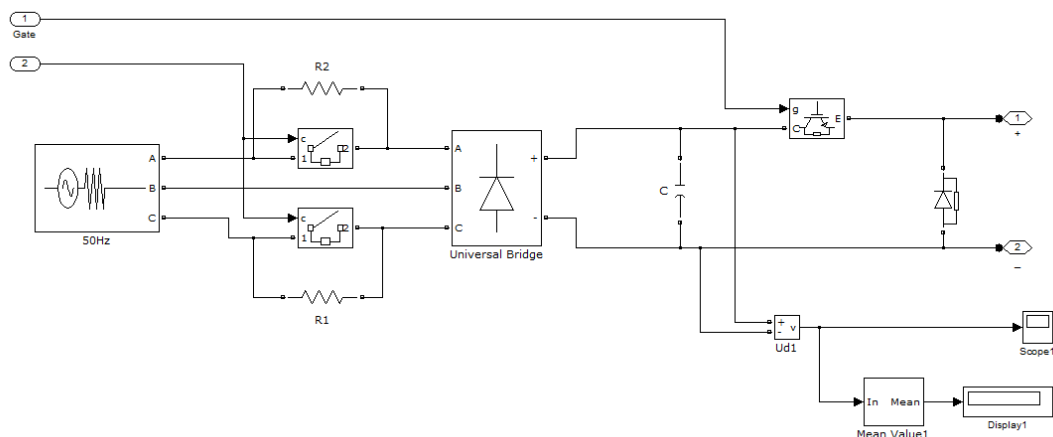 1
Gate
2
R2
c
1
2
g
C
E
1
+
A
B
C
50Hz
c
1
2
A
B
C
+
-
Universal Bridge
C
2
–
R1
+
-
v
Ud1
Scope1
In
Mean
Mean Value1
Display1